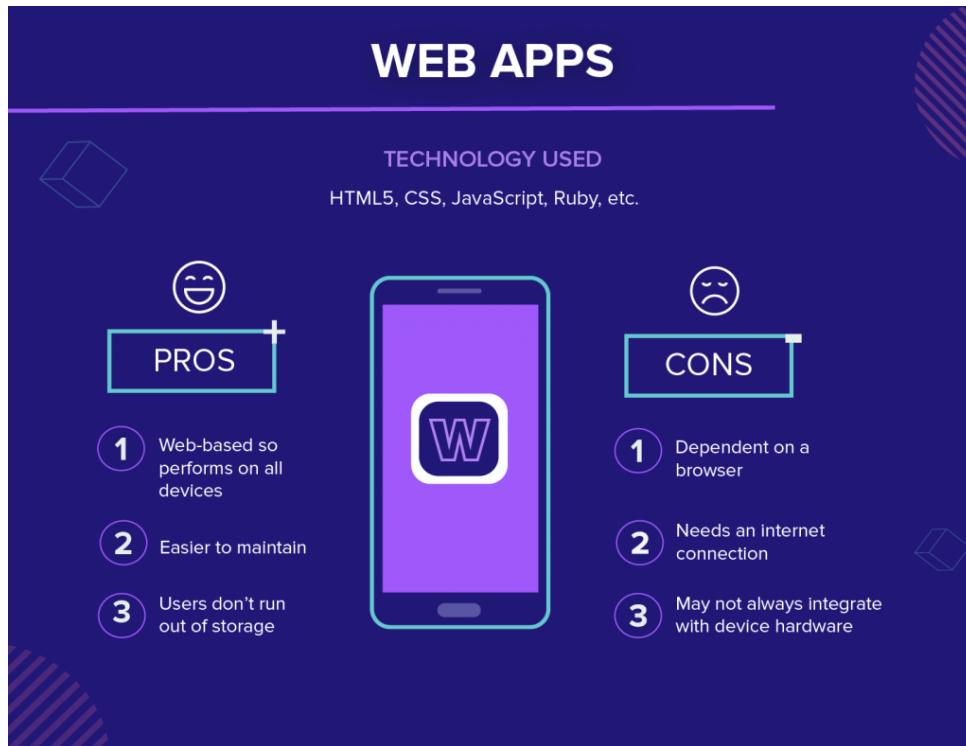 WEB APPS
TECHNOLOGY USED
HTML5, CSS, JavaScript, Ruby, etc.
PROS
1
Web-based so
performs on all
devices
2
Easier to maintain
3
Users don’t run
out of storage
W
CONS
1
Dependent on a
browser
2
Needs an internet
connection
3
May not always integrate
with device hardware